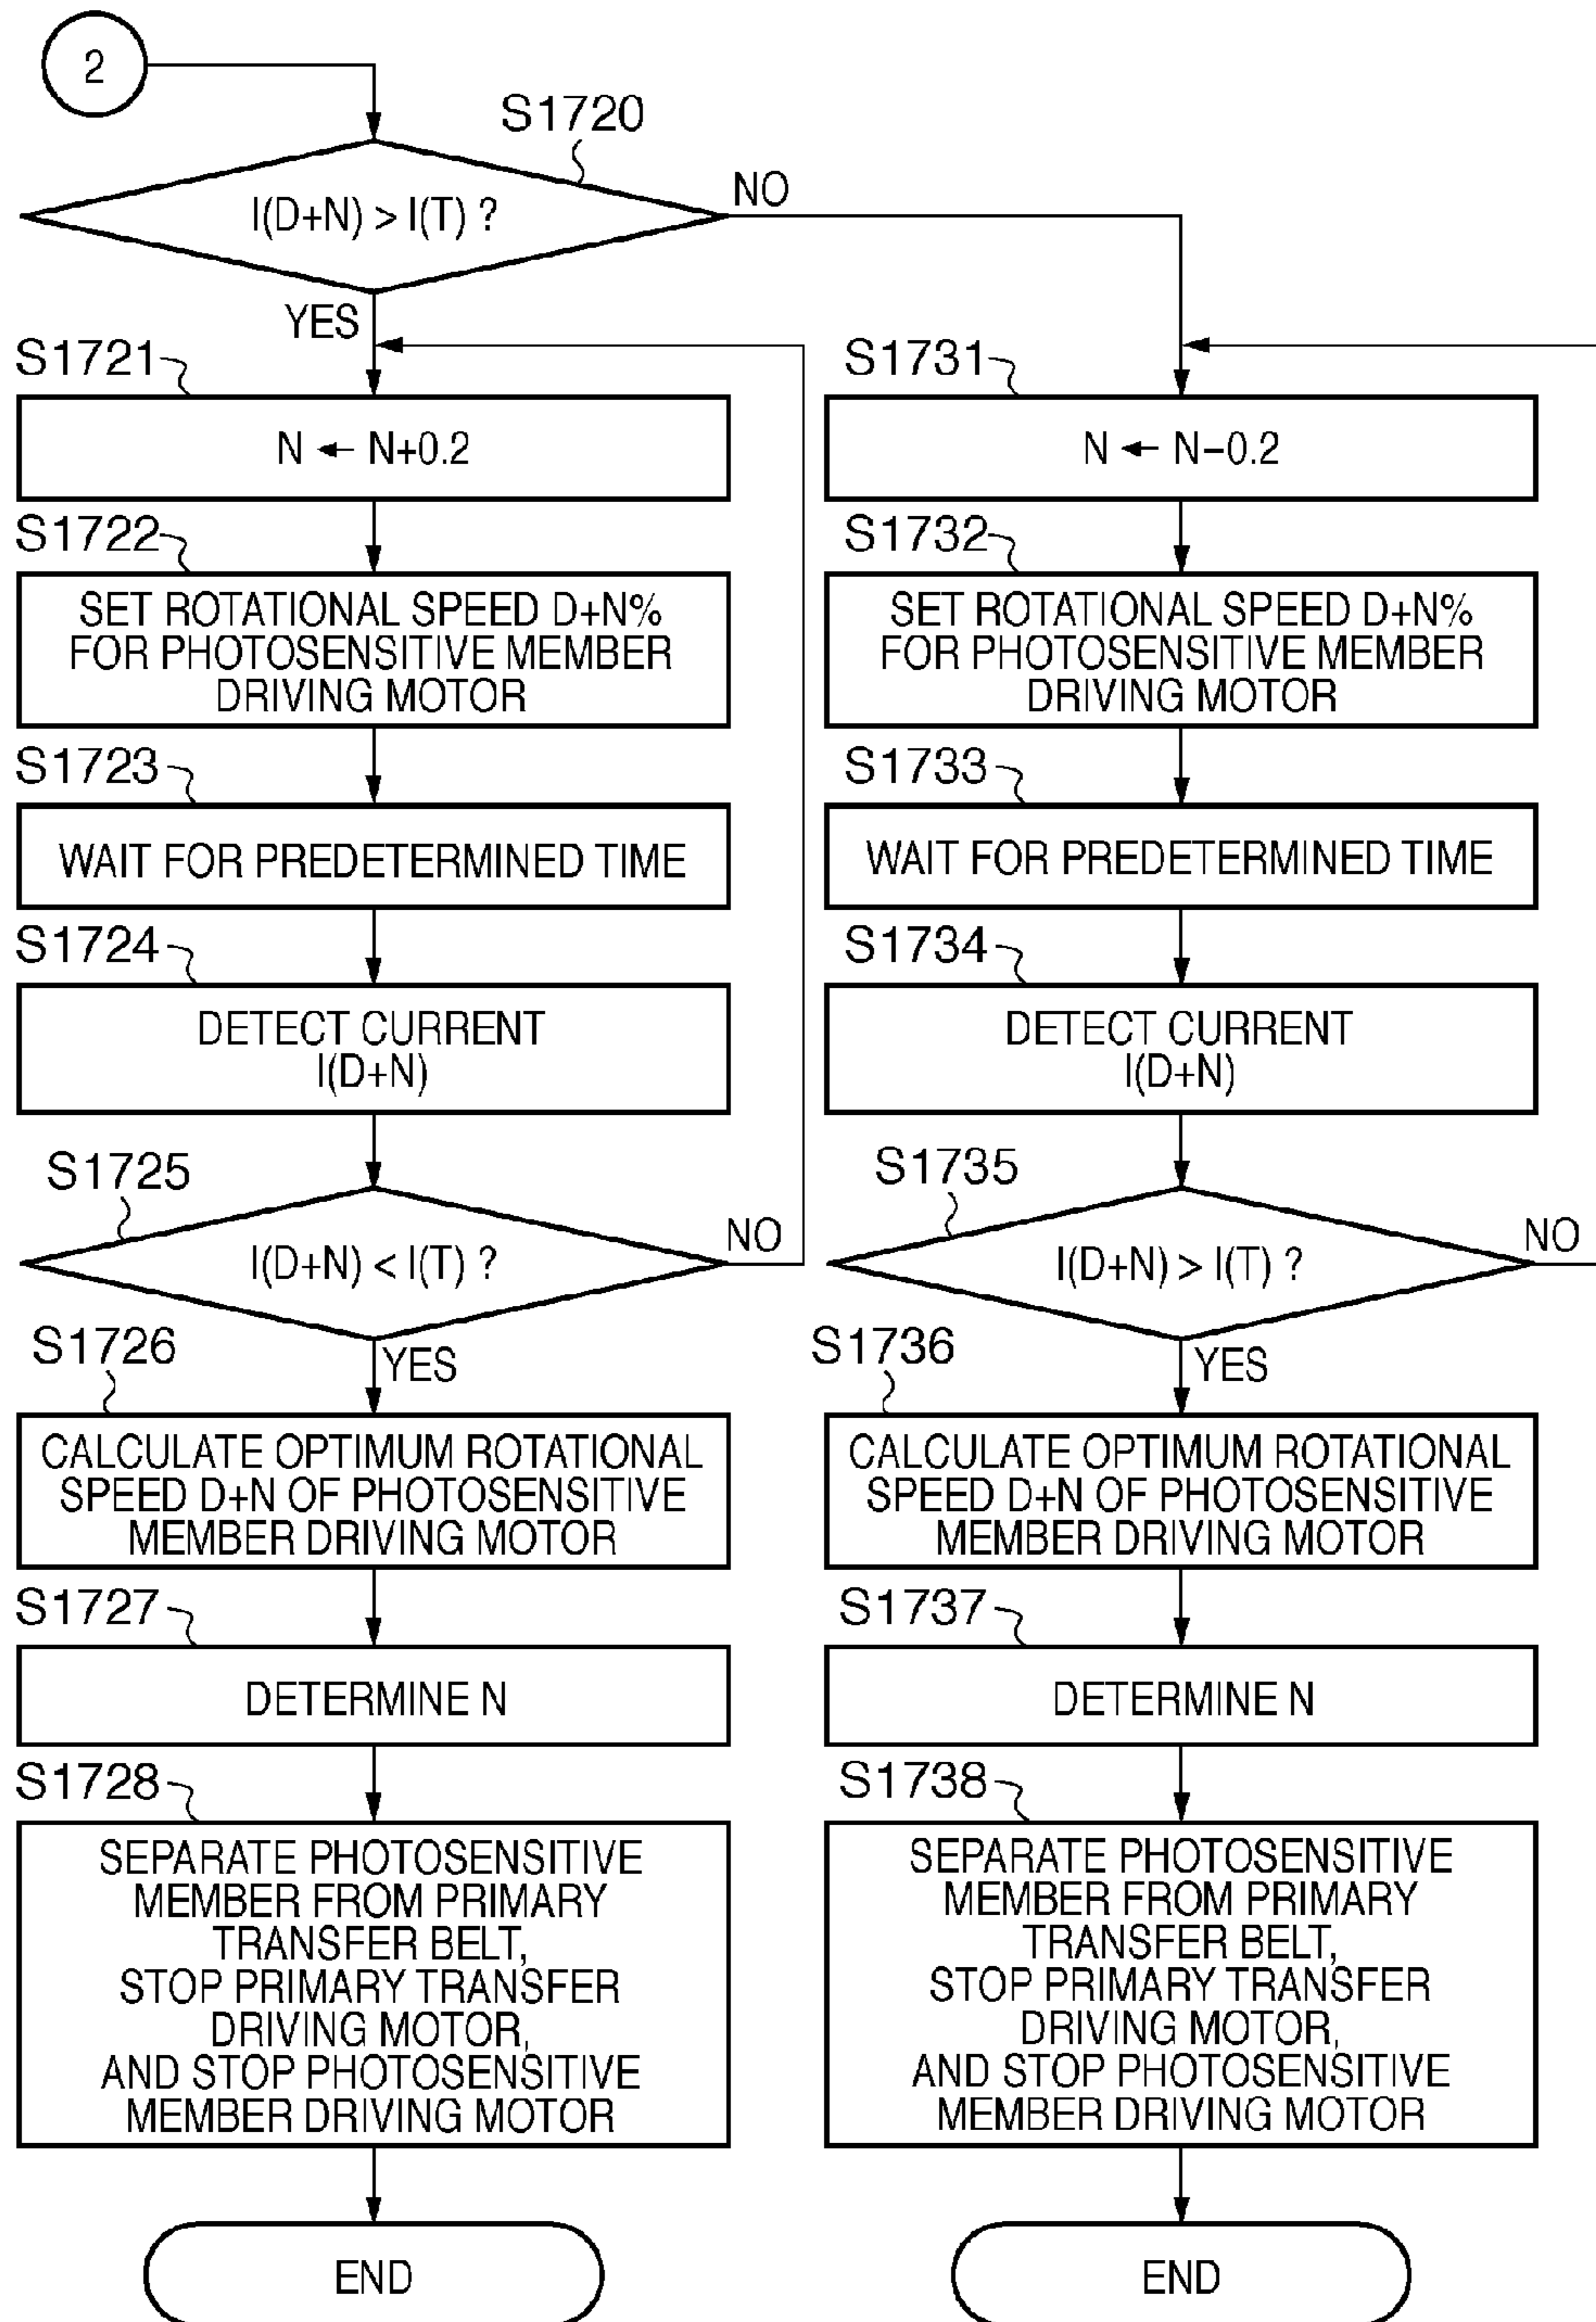 2
S1720
I(D+N) > I(T) ?
NO
YES
S1721
N ← N+0.2
S1722
SET ROTATIONAL SPEED D+N%
FOR PHOTOSENSITIVE MEMBER
DRIVING MOTOR
S1723
WAIT FOR PREDETERMINED TIME
S1724
DETECT CURRENT
I(D+N)
S1725
I(D+N) < I(T) ?
NO
YES
S1726
CALCULATE OPTIMUM ROTATIONAL
SPEED D+N OF PHOTOSENSITIVE
MEMBER DRIVING MOTOR
S1727
DETERMINE N
S1728
SEPARATE PHOTOSENSITIVE
MEMBER FROM PRIMARY
TRANSFER BELT,
STOP PRIMARY TRANSFER
DRIVING MOTOR,
AND STOP PHOTOSENSITIVE
MEMBER DRIVING MOTOR
END
S1731
N ← N−0.2
S1732
SET ROTATIONAL SPEED D+N%
FOR PHOTOSENSITIVE MEMBER
DRIVING MOTOR
S1733
WAIT FOR PREDETERMINED TIME
S1734
DETECT CURRENT
I(D+N)
S1735
I(D+N) > I(T) ?
NO
YES
S1736
CALCULATE OPTIMUM ROTATIONAL
SPEED D+N OF PHOTOSENSITIVE
MEMBER DRIVING MOTOR
S1737
DETERMINE N
S1738
SEPARATE PHOTOSENSITIVE
MEMBER FROM PRIMARY
TRANSFER BELT,
STOP PRIMARY TRANSFER
DRIVING MOTOR,
AND STOP PHOTOSENSITIVE
MEMBER DRIVING MOTOR
END